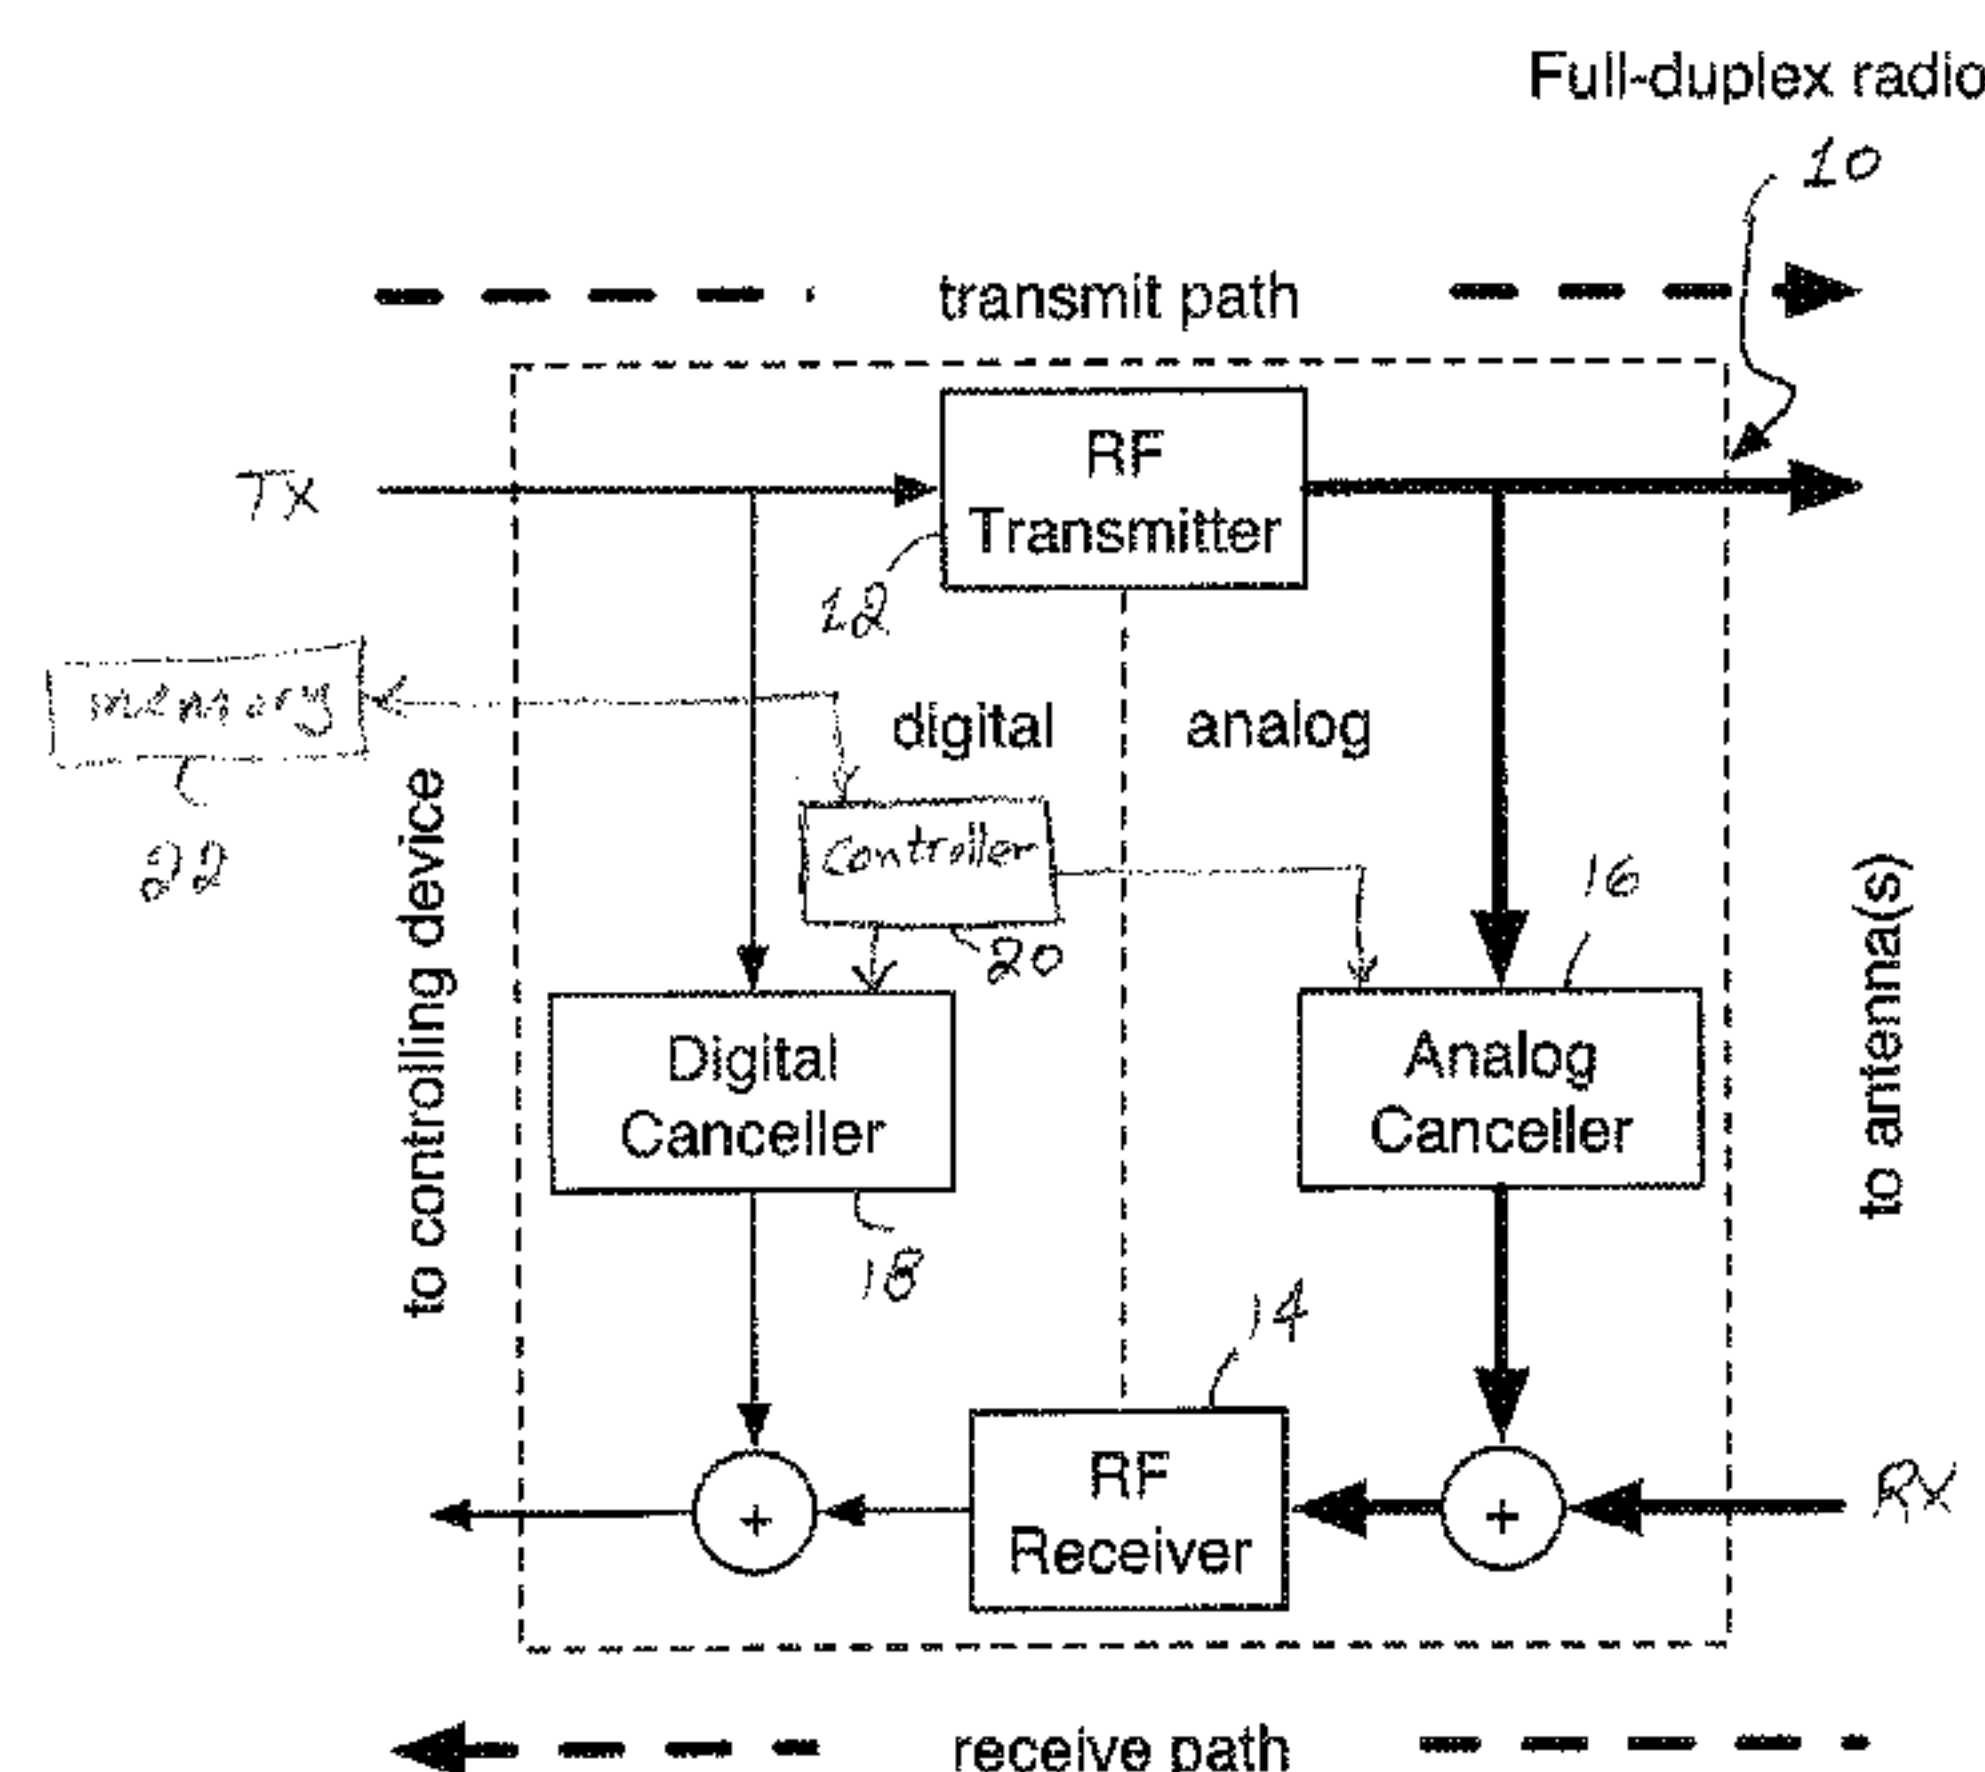 Full-duplex radio
10
transmit path
TX
RF
Transmitter
12
memory
22
digital
analog
Controller
20
16
to controlling device
to antenna(s)
Digital
Canceller
18
Analog
Canceller
14
+
RF
Receiver
+
RX
receive path